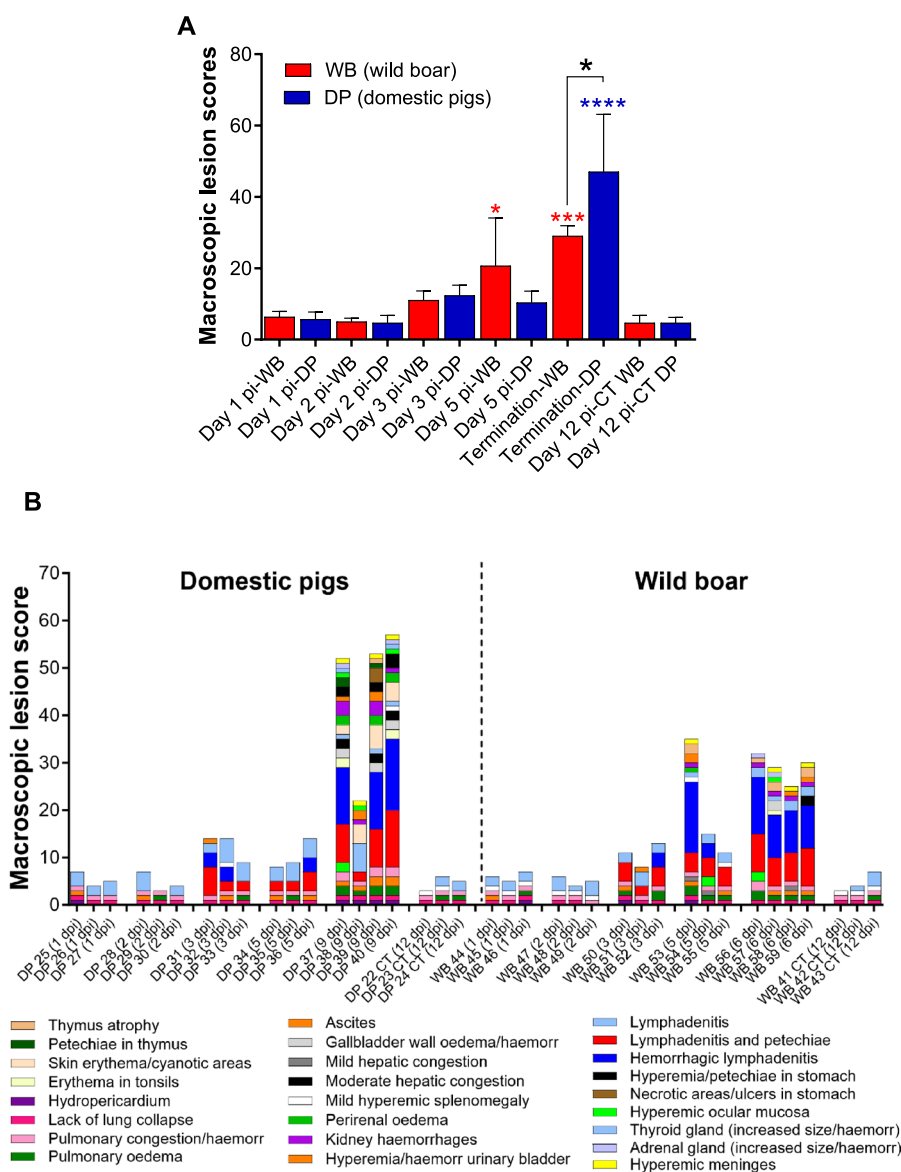 A
Macroscopic lesion scores
80
60
40
20
0
WB (wild boar)
DP (domestic pigs)
*
****
***
*
Day 1 pi-WB
Day 1 pi-DP
Day 2 pi-WB
Day 2 pi-DP
Day 3 pi-WB
Day 3 pi-DP
Day 5 pi-WB
Day 5 pi-DP
Termination-WB
Termination-DP
Day 12 pi-CT WB
Day 12 pi-CT DP
B
Macroscopic lesion score
70
60
50
40
30
20
10
0
Domestic pigs
Wild boar
DP 25 (1 dpi)
DP 26 (1 dpi)
DP 27 (1 dpi)
DP 28 (2 dpi)
DP 29 (2 dpi)
DP 30 (2 dpi)
DP 31 (3 dpi)
DP 32 (3 dpi)
DP 33 (3 dpi)
DP 34 (5 dpi)
DP 35 (5 dpi)
DP 36 (5 dpi)
DP 37 (9 dpi)
DP 38 (9 dpi)
DP 39 (9 dpi)
DP 40 (9 dpi)
DP 22 CT (12 dpi)
DP 23 CT (12 dpi)
DP 24 CT (12 dpi)
WB 44 (1 dpi)
WB 45 (1 dpi)
WB 46 (1 dpi)
WB 47 (2 dpi)
WB 48 (2 dpi)
WB 49 (2 dpi)
WB 50 (3 dpi)
WB 51 (3 dpi)
WB 52 (3 dpi)
WB 53 (5 dpi)
WB 54 (5 dpi)
WB 55 (5 dpi)
WB 56 (6 dpi)
WB 57 (6 dpi)
WB 58 (6 dpi)
WB 59 (6 dpi)
WB 41 CT (12 dpi)
WB 42 CT (12 dpi)
WB 43 CT (12 dpi)
Thymus atrophy
Petechiae in thymus
Skin erythema/cyanotic areas
Erythema in tonsils
Hydropericardium
Lack of lung collapse
Pulmonary congestion/haemorr
Pulmonary oedema
Ascites
Gallbladder wall oedema/haemorr
Mild hepatic congestion
Moderate hepatic congestion
Mild hyperemic splenomegaly
Perirenal oedema
Kidney haemorrhages
Hyperemia/haemorr urinary bladder
Lymphadenitis
Lymphadenitis and petechiae
Hemorrhagic lymphadenitis
Hyperemia/petechiae in stomach
Necrotic areas/ulcers in stomach
Hyperemic ocular mucosa
Thyroid gland (increased size/haemorr)
Adrenal gland (increased size/haemorr)
Hyperemic meninges